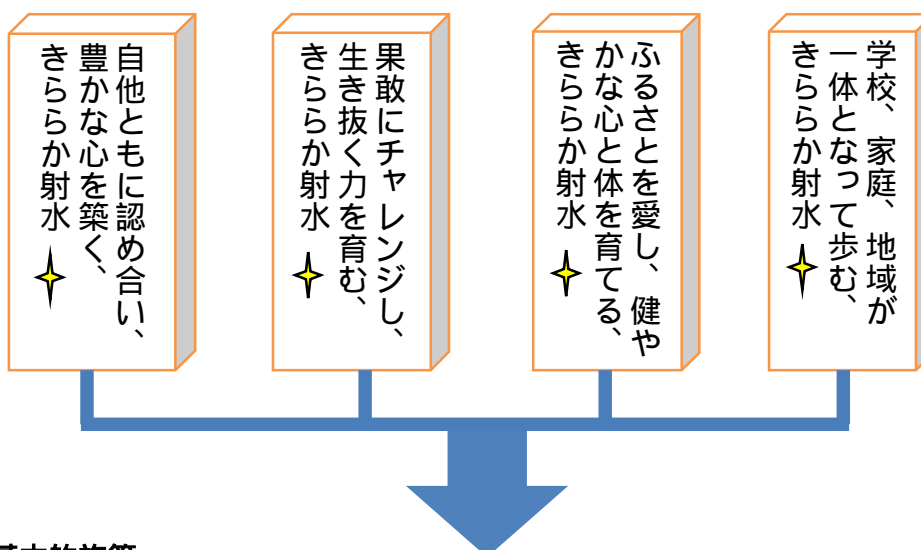 学校、家庭、地域が
一体となって歩む、
きららか射水
ふるさとを愛し、健や
かな心と体を育てる、
きららか射水
果敢にチャレンジし、
生き抜く力を育む、
きららか射水
自他ともに認め合い、
豊かな心を築く、
きららか射水